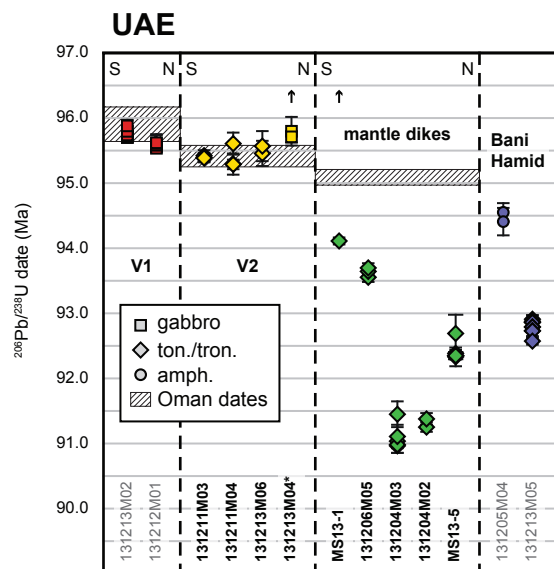 UAE
97.0
96.0
95.0
94.0
93.0
92.0
91.0
90.0
²⁰⁶Pb/²³⁸U date (Ma)
S N
S N
S N
mantle dikes
Bani
Hamid
V1
V2
gabbro
ton./tron.
amph.
Oman dates
131213M02
131212M01
131211M03
131211M04
131213M06
131213M04*
MS13-1
131206M05
131204M03
131204M02
MS13-5
131205M04
131213M05